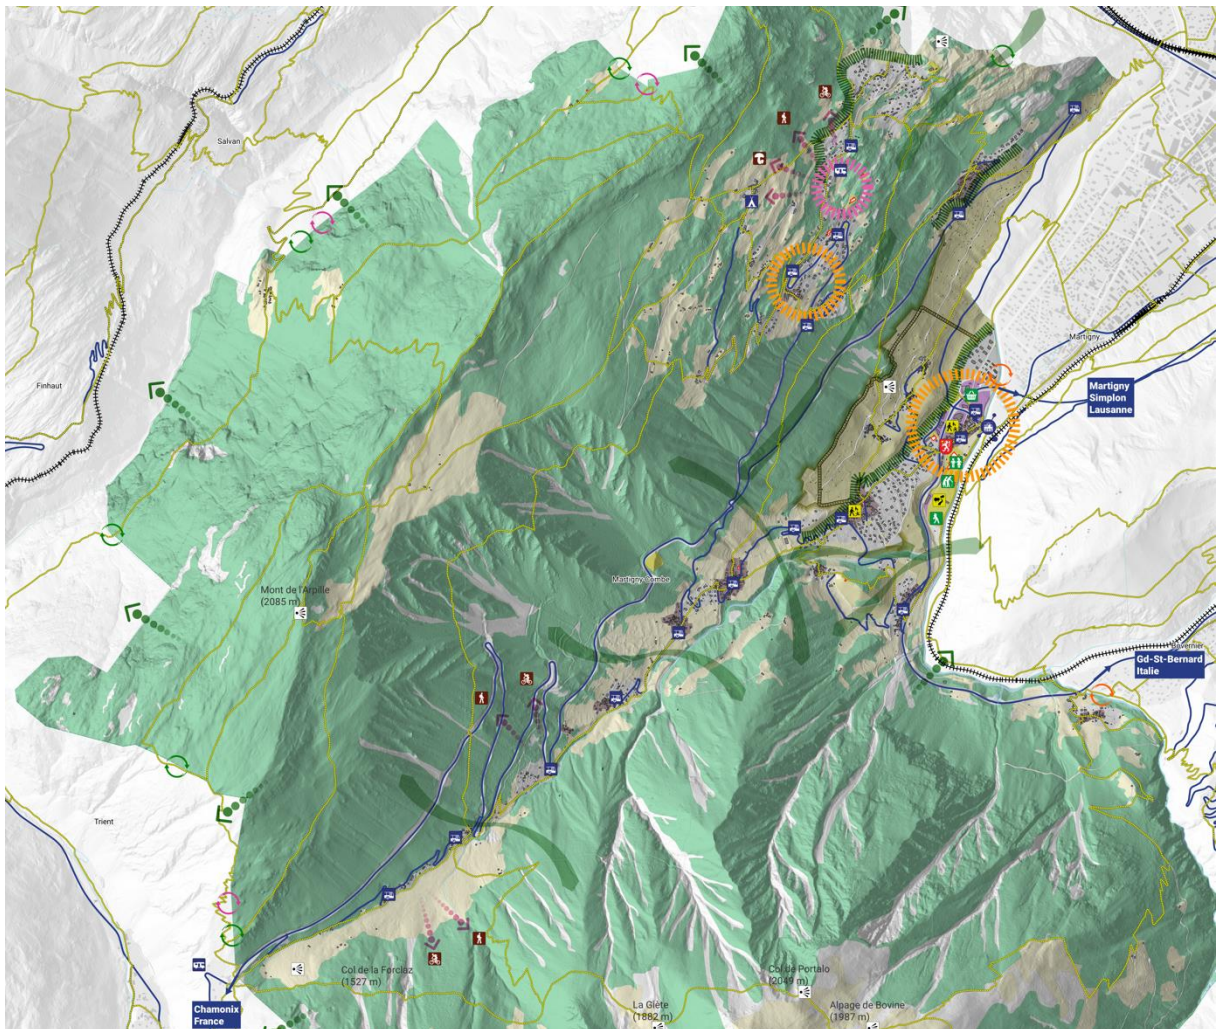 Salvan
Finhaut
Martigny
Martigny
Simplon
Lausanne
Martigny-Combe
Mont de l'Arpille
(2085 m)
Bovernier
Gd-St-Bernard
Italie
Trient
Col de la Forclaz
(1527 m)
Col de Portalo
(2049 m)
La Giète
(1882 m)
Alpage de Bovine
(1987 m)
Chamonix
France